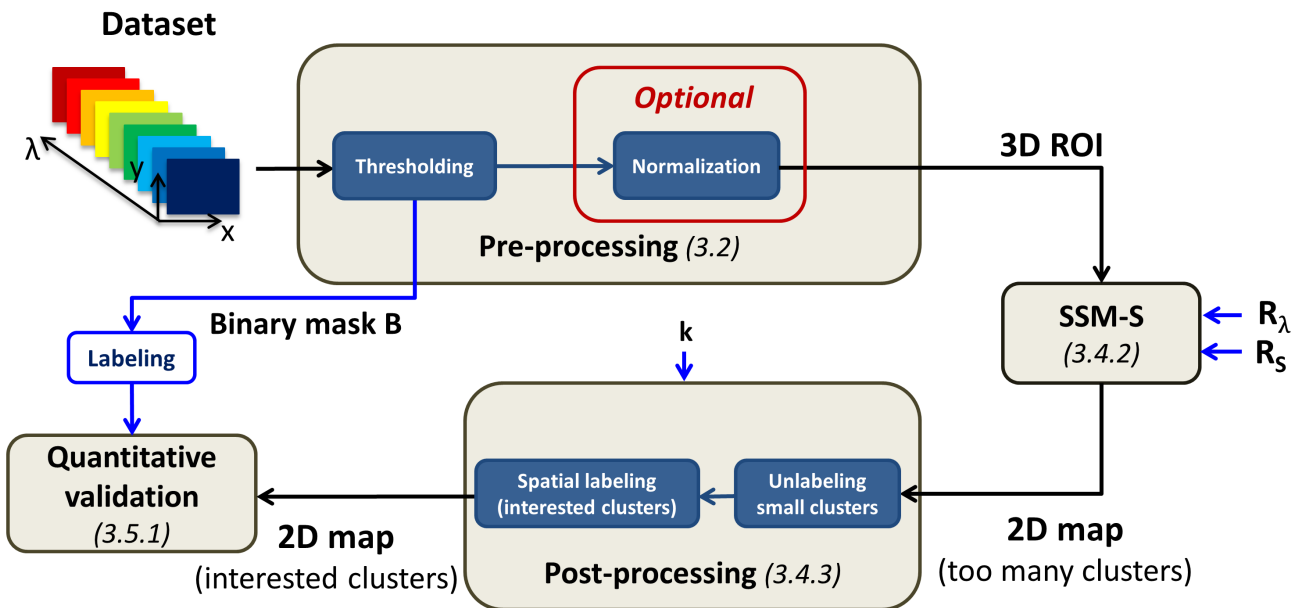 Dataset
λ
y
x
Optional
Thresholding
Normalization
Pre-processing (3.2)
3D ROI
Binary mask B
Labeling
k
SSM-S
(3.4.2)
Rλ
RS
Quantitative
validation
(3.5.1)
Spatial labeling
(interested clusters)
Unlabeling
small clusters
Post-processing (3.4.3)
2D map
(interested clusters)
2D map
(too many clusters)